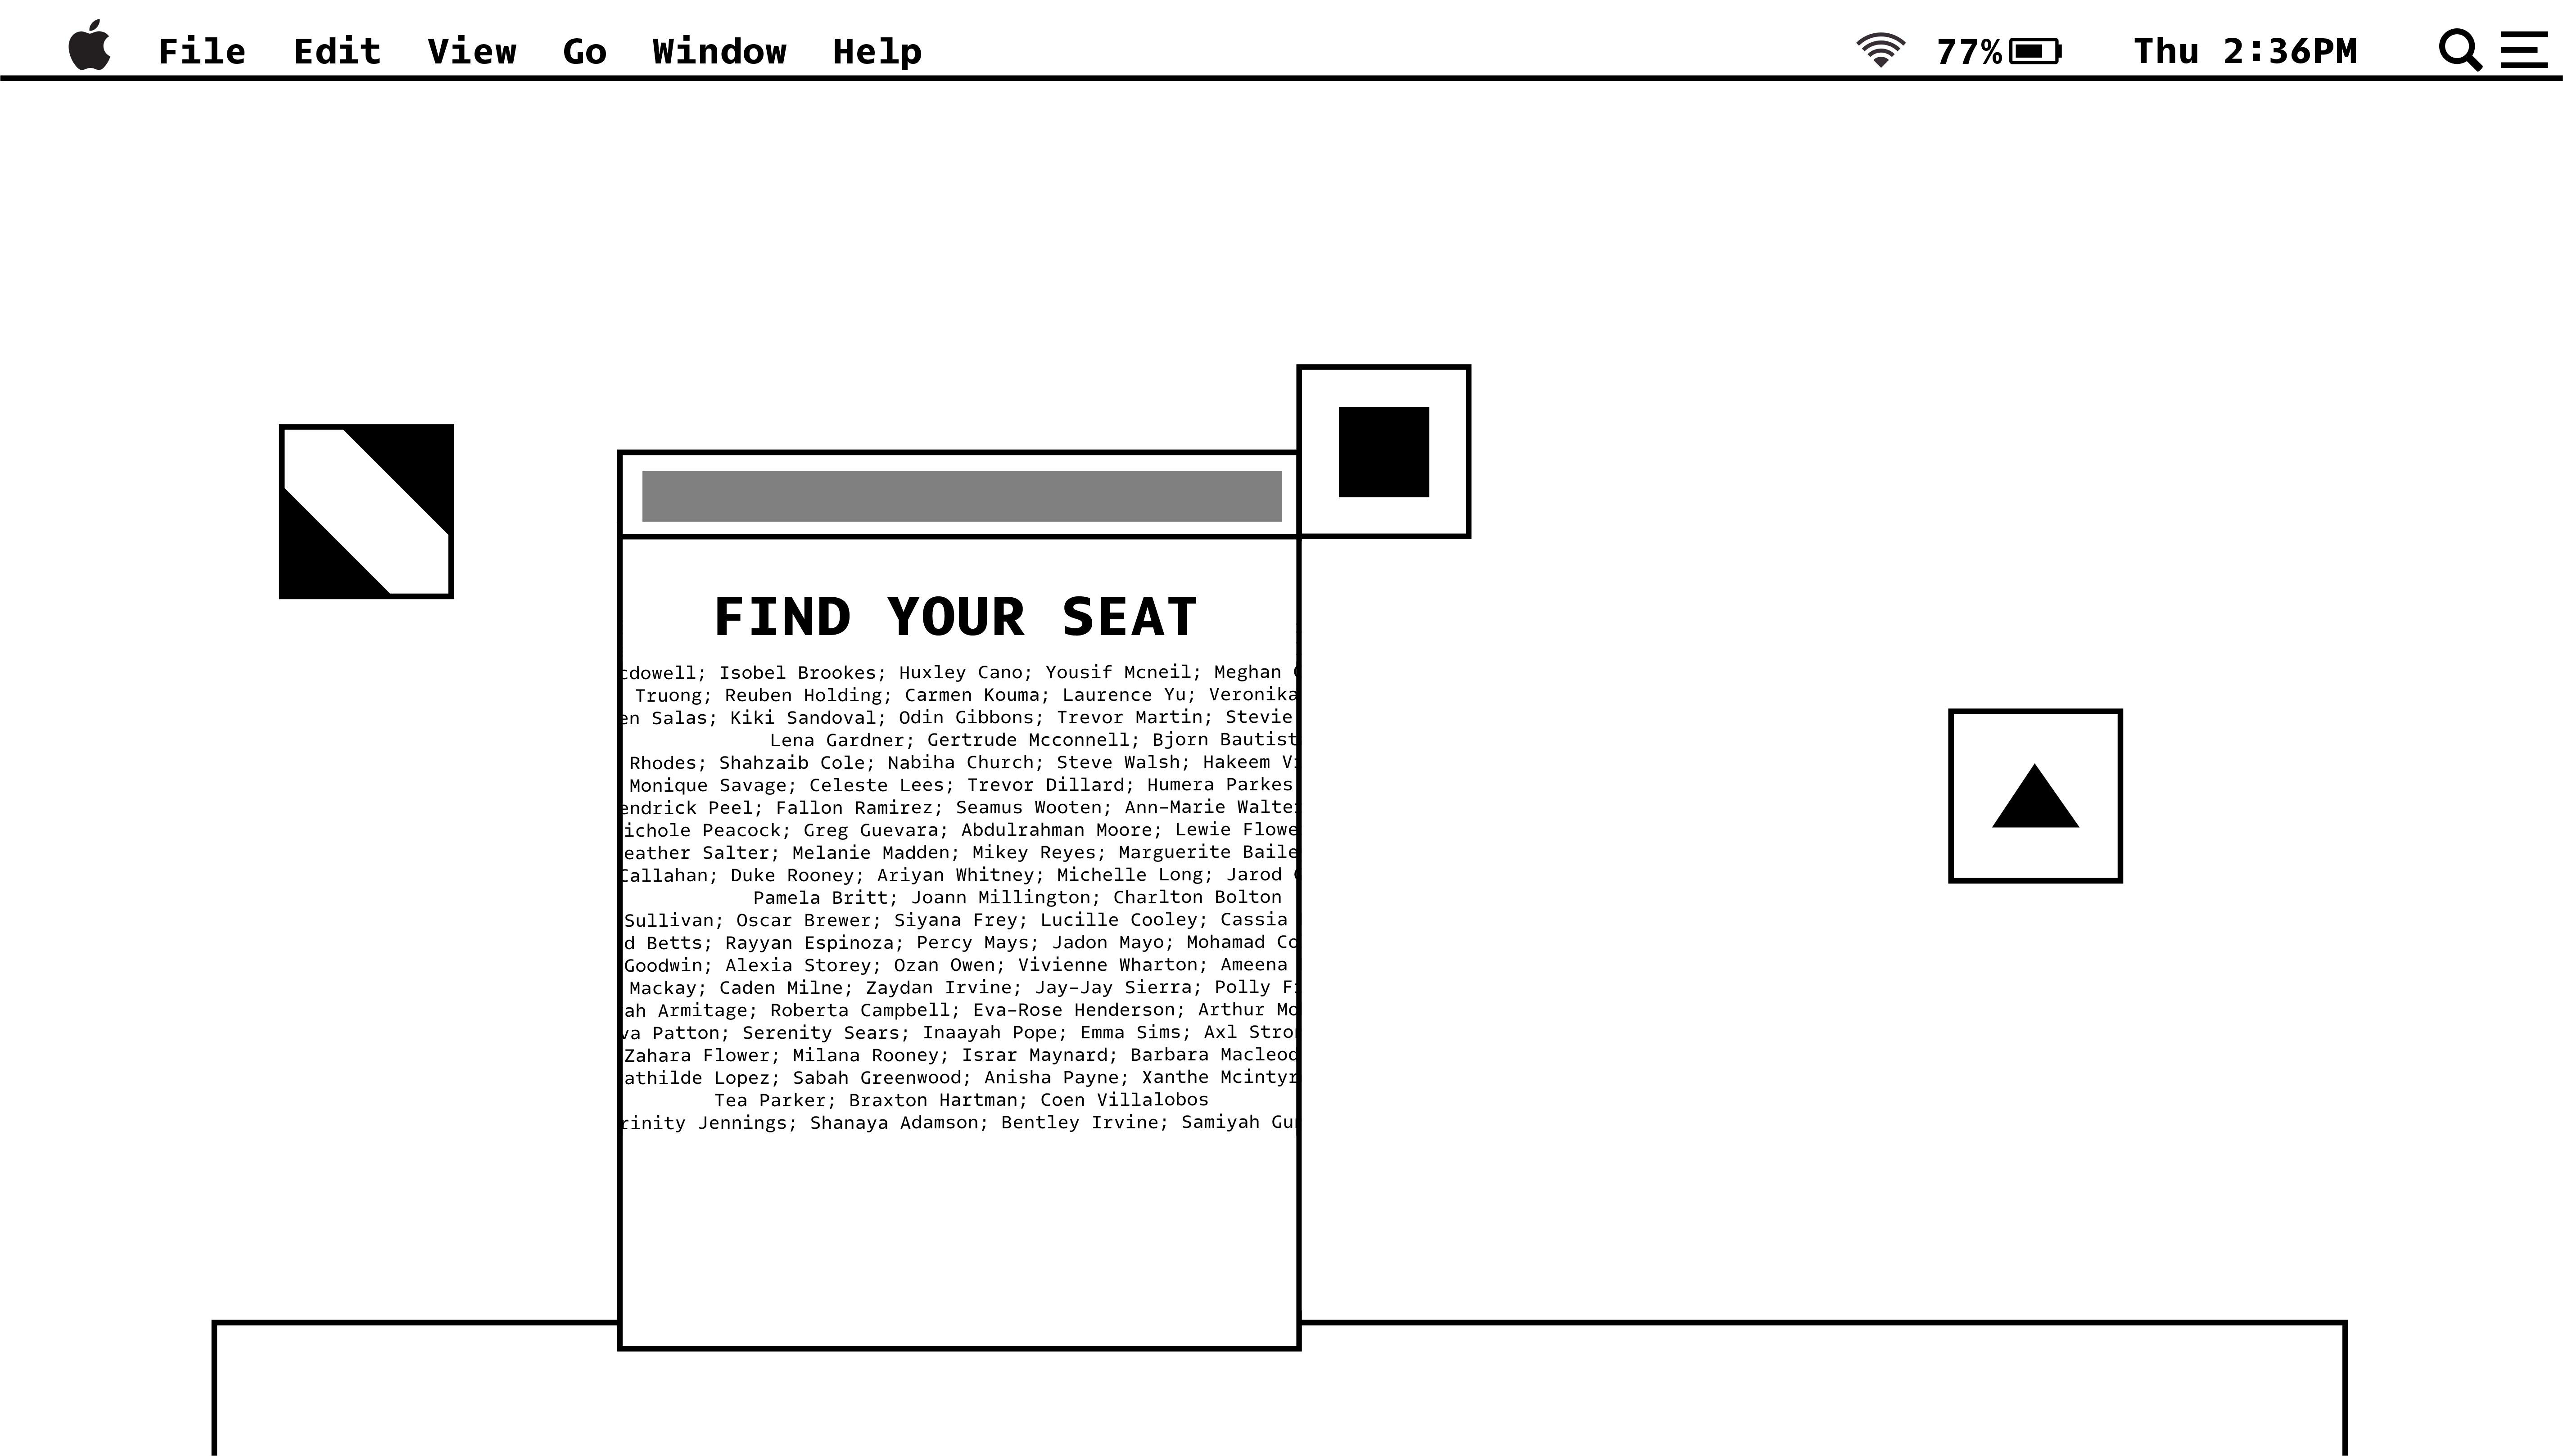 File Edit View Go Window Help 77% Thu 2:36PM
FIND YOUR SEAT
cdowell; Isobel Brookes; Huxley Cano; Yousif Mcneil; Meghan
Truong; Reuben Holding; Carmen Kouma; Laurence Yu; Veronika
en Salas; Kiki Sandoval; Odin Gibbons; Trevor Martin; Stevie
Lena Gardner; Gertrude Mcconnell; Bjorn Bautist
Rhodes; Shahzaib Cole; Nabiha Church; Steve Walsh; Hakeem Vi
Monique Savage; Celeste Lees; Trevor Dillard; Humera Parkes
endrick Peel; Fallon Ramirez; Seamus Wooten; Ann-Marie Walter
ichole Peacock; Greg Guevara; Abdulrahman Moore; Lewie Flowe
eather Salter; Melanie Madden; Mikey Reyes; Marguerite Baile
Callahan; Duke Rooney; Ariyan Whitney; Michelle Long; Jarod
Pamela Britt; Joann Millington; Charlton Bolton
Sullivan; Oscar Brewer; Siyana Frey; Lucille Cooley; Cassia
d Betts; Rayyan Espinoza; Percy Mays; Jadon Mayo; Mohamad Co
Goodwin; Alexia Storey; Ozan Owen; Vivienne Wharton; Ameena
Mackay; Caden Milne; Zaydan Irvine; Jay-Jay Sierra; Polly Fi
ah Armitage; Roberta Campbell; Eva-Rose Henderson; Arthur Mo
va Patton; Serenity Sears; Inaayah Pope; Emma Sims; Axl Stron
Zahara Flower; Milana Rooney; Israr Maynard; Barbara Macleod
athilde Lopez; Sabah Greenwood; Anisha Payne; Xanthe Mcintyr
Tea Parker; Braxton Hartman; Coen Villalobos
rinity Jennings; Shanaya Adamson; Bentley Irvine; Samiyah Gun